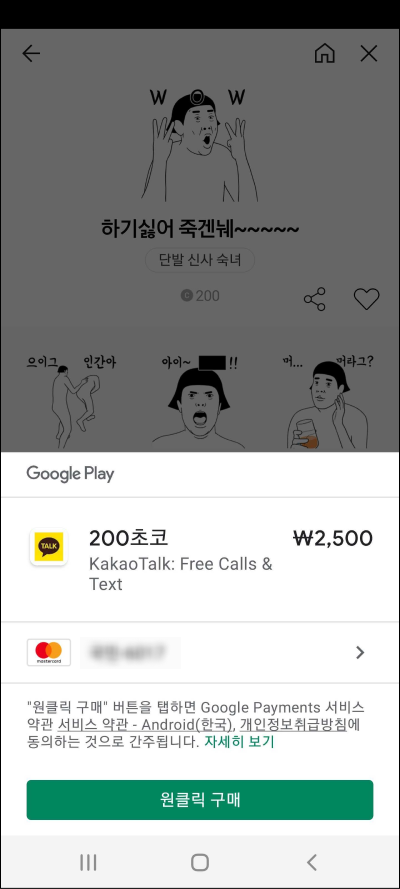 W O W
하기싫어 죽겐눼~~~~~
단발 신사 숙녀
200
으이그 인간아
아이~ !!
머... 머라그?
Google Play
200초코 ₩2,500
TALK
KakaoTalk: Free Calls &
Text
mastercard
"원클릭 구매" 버튼을 탭하면 Google Payments 서비스
약관 서비스 약관 - Android(한국), 개인정보취급방침에
동의하는 것으로 간주됩니다. 자세히 보기
원클릭 구매